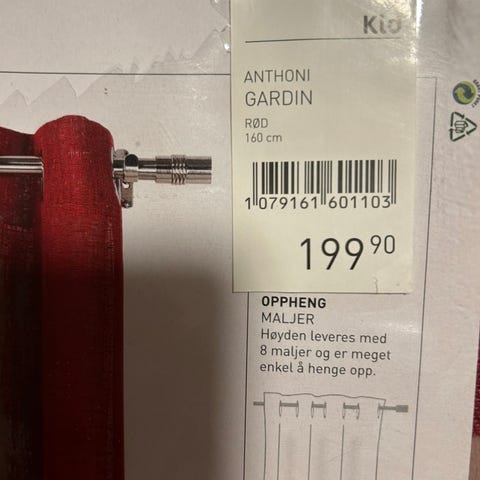 Kid
ANTHONI
GARDIN
RØD
160 cm
1 079161 601103
199 90
OPPHENG
MALJER
Høyden leveres med
8 maljer og er meget
enkel å henge opp.